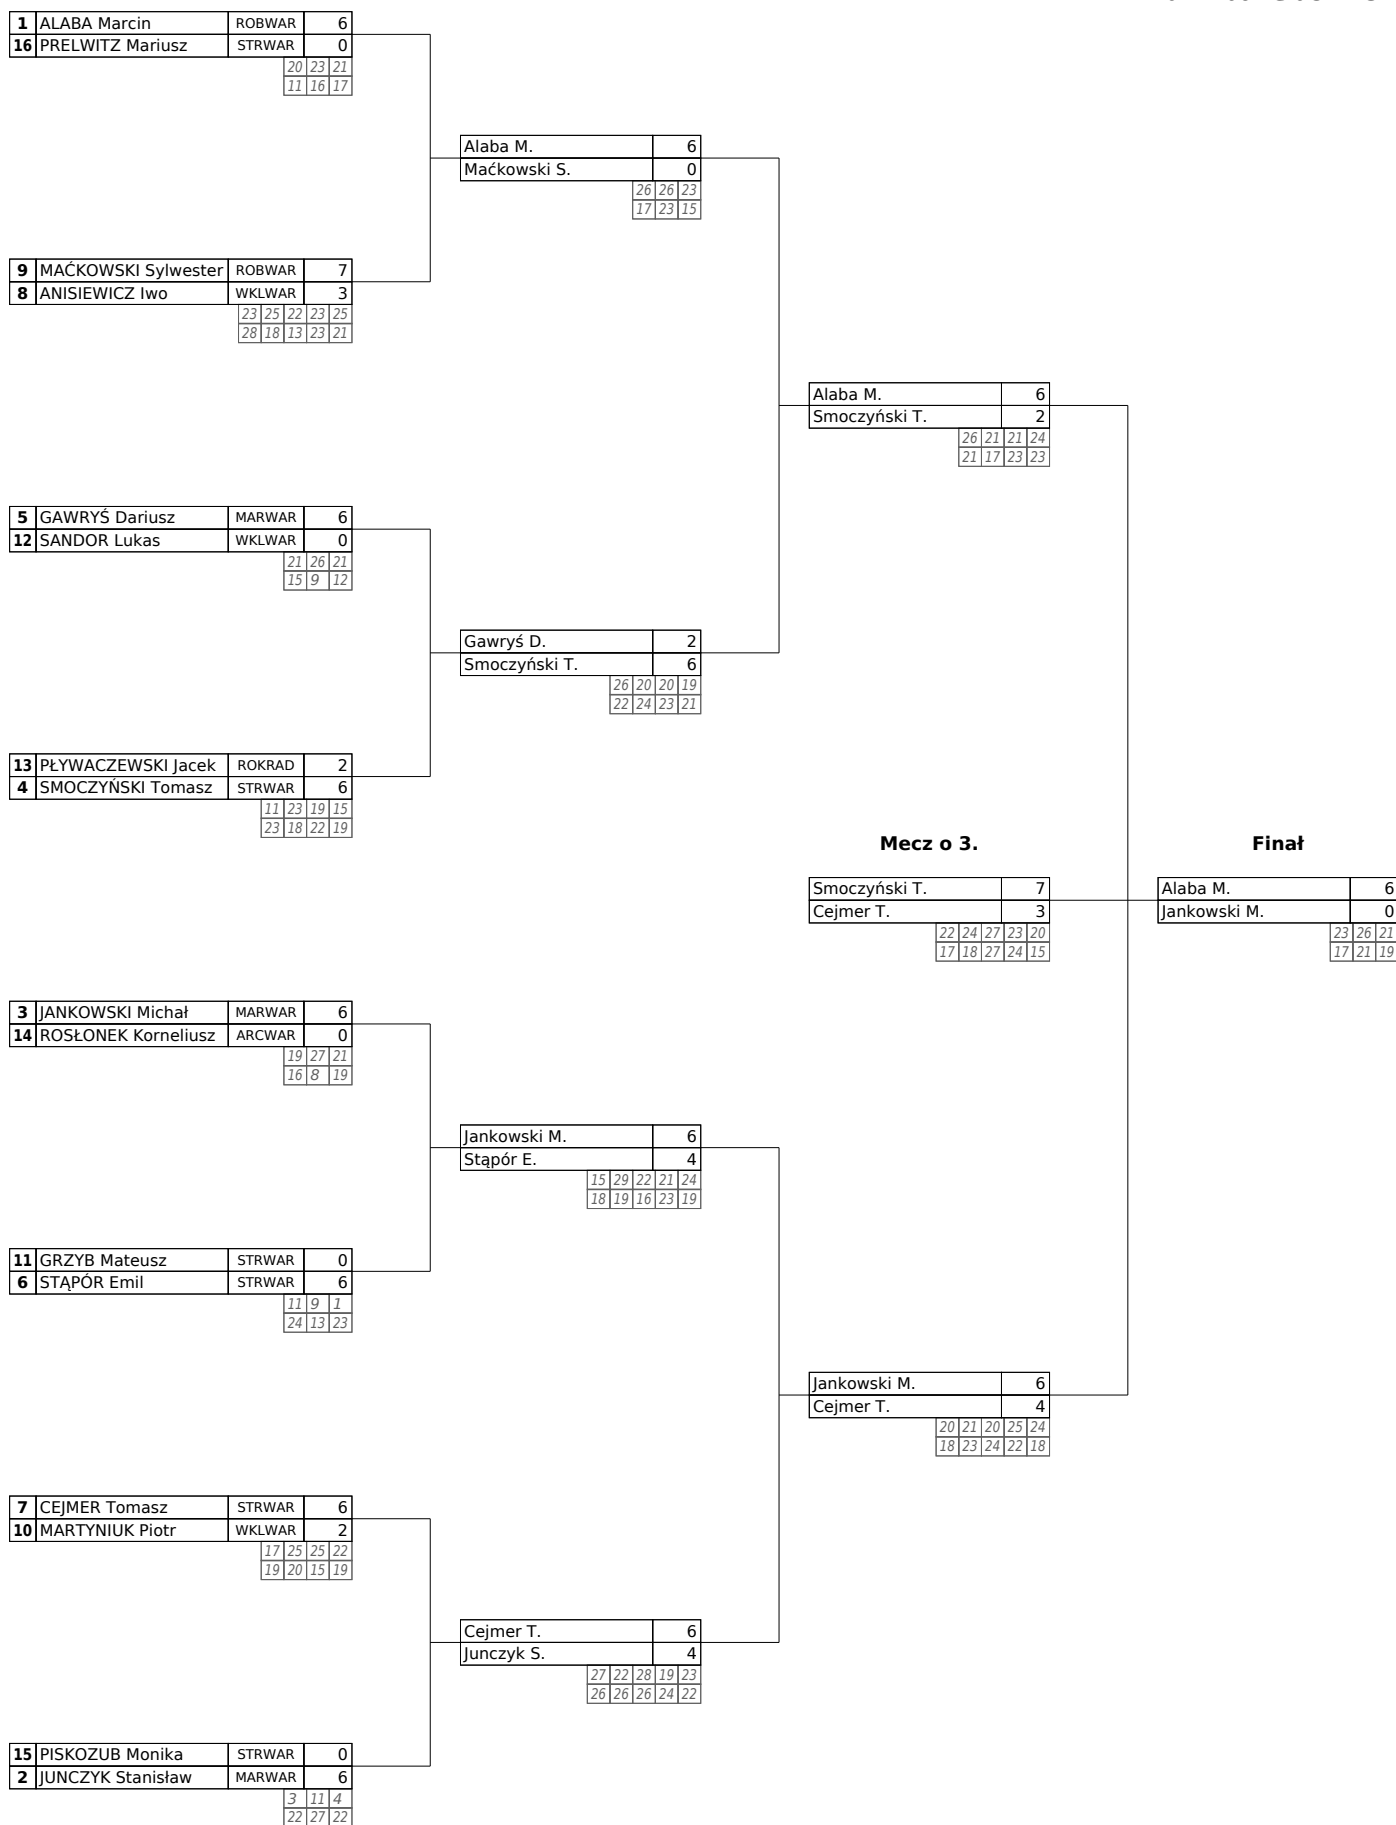 1 ALABA Marcin ROBWAR 6
16 PRELWITZ Mariusz STRWAR 0
20 23 21
11 16 17
Alaba M. 6
Maćkowski S. 0
26 26 23
17 23 15
9 MAĆKOWSKI Sylwester ROBWAR 7
8 ANISIEWICZ Iwo WKLWAR 3
23 25 22 23 25
28 18 13 23 21
Alaba M. 6
Smoczyński T. 2
26 21 21 24
21 17 23 23
5 GAWRYŚ Dariusz MARWAR 6
12 SANDOR Lukas WKLWAR 0
21 26 21
15 9 12
Gawryś D. 2
Smoczyński T. 6
26 20 20 19
22 24 23 21
13 PŁYWACZEWSKI Jacek ROKRAD 2
4 SMOCZYŃSKI Tomasz STRWAR 6
11 23 19 15
23 18 22 19
Mecz o 3. Finał
Smoczyński T. 7 Alaba M. 6
Cejmer T. 3 Jankowski M. 0
22 24 27 23 20 23 26 21
17 18 27 24 15 17 21 19
3 JANKOWSKI Michał MARWAR 6
14 ROSŁONEK Korneliusz ARCWAR 0
19 27 21
16 8 19
Jankowski M. 6
Stąpór E. 4
15 29 22 21 24
18 19 16 23 19
11 GRZYB Mateusz STRWAR 0
6 STĄPÓR Emil STRWAR 6
11 9 1
24 13 23
Jankowski M. 6
Cejmer T. 4
20 21 20 25 24
18 23 24 22 18
7 CEJMER Tomasz STRWAR 6
10 MARTYNIUK Piotr WKLWAR 2
17 25 25 22
19 20 15 19
Cejmer T. 6
Junczyk S. 4
27 22 28 19 23
26 26 26 24 22
15 PISKOZUB Monika STRWAR 0
2 JUNCZYK Stanisław MARWAR 6
3 11 4
22 27 22